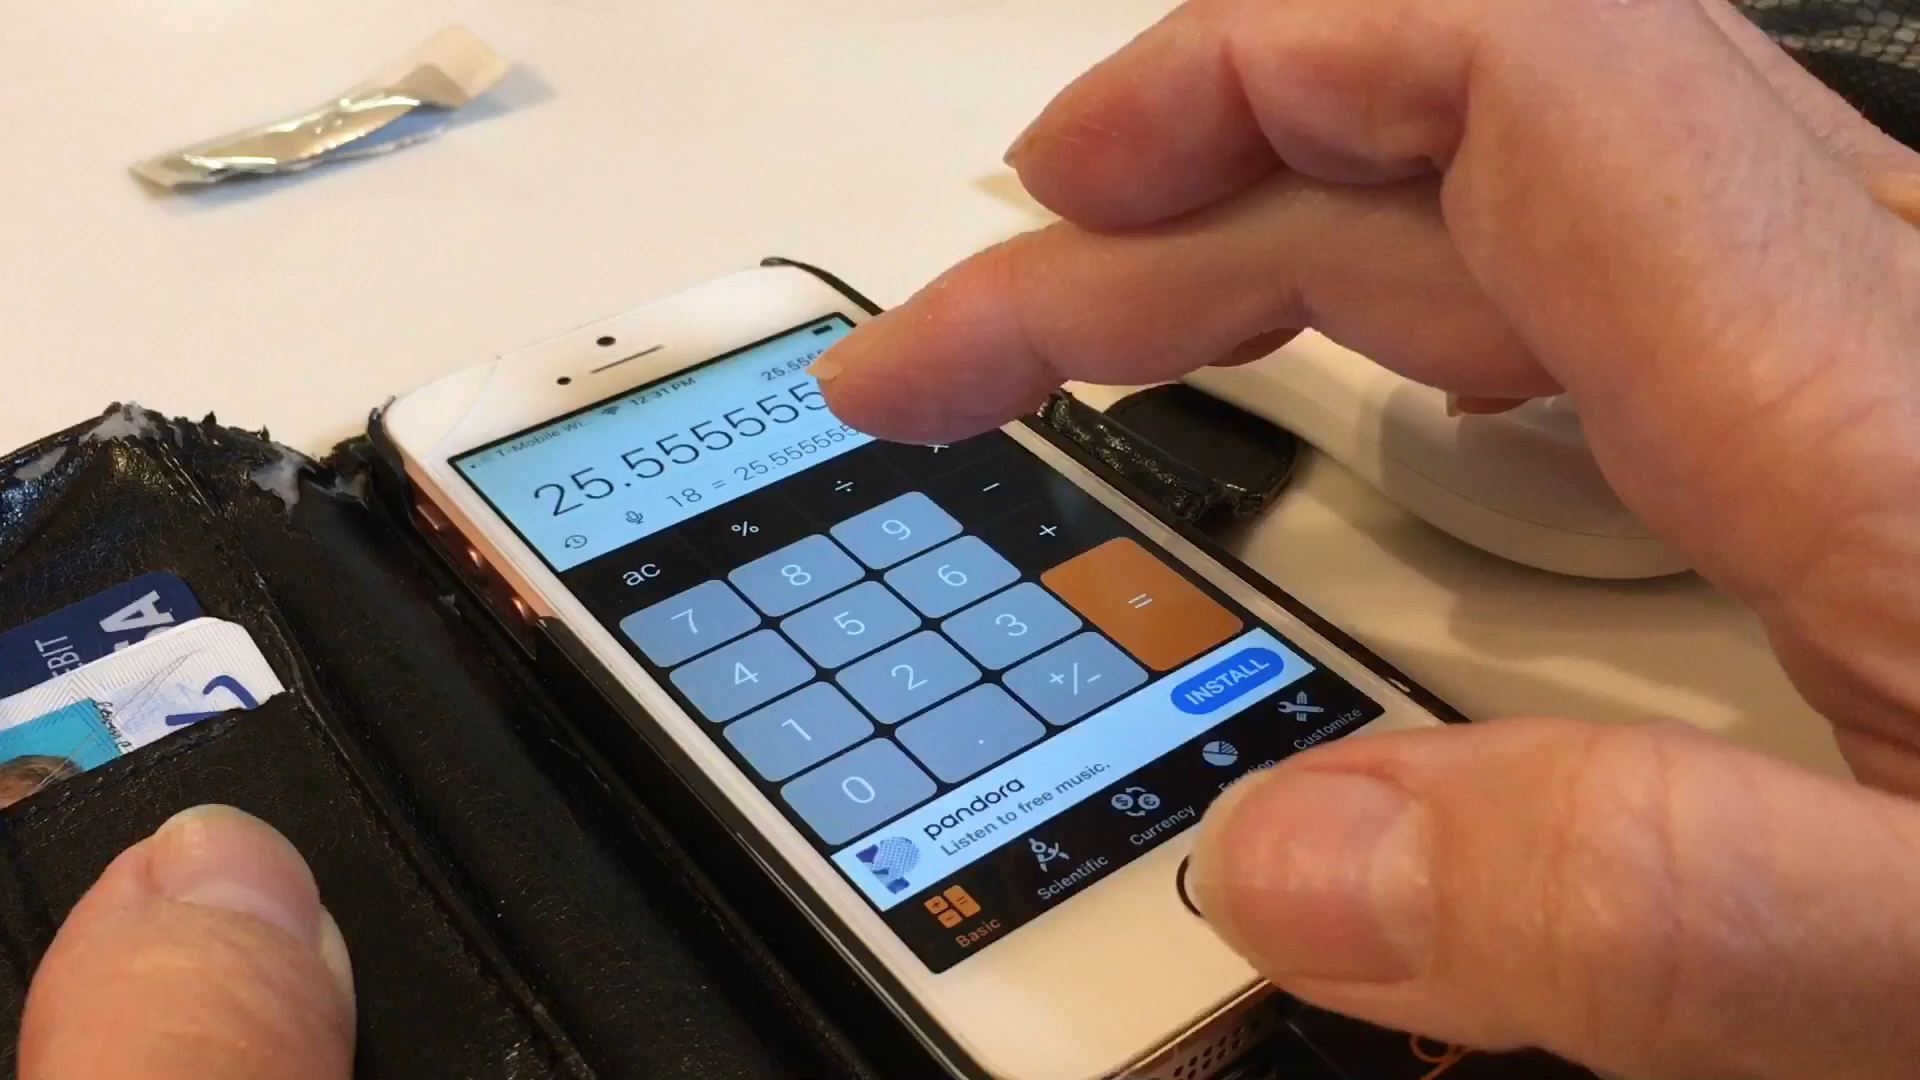 T-Mobile Wi...
12:31 PM
25.555
25.555555
18 = 25.555555
ac % ÷ ×
7 8 9 −
4 5 6 +
1 2 3 =
0 . +/-
pandora
Listen to free music.
INSTALL
Basic
Scientific
Currency
Fraction
Customize
EBIT